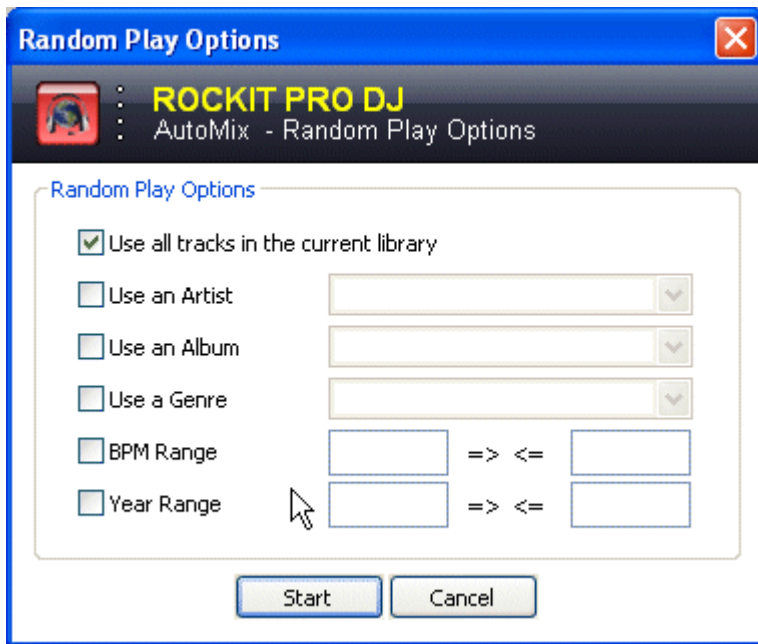 Random Play Options
ROCKIT PRO DJ
AutoMix - Random Play Options
Random Play Options
Use all tracks in the current library
Use an Artist
Use an Album
Use a Genre
BPM Range => <=
Year Range => <=
Start Cancel